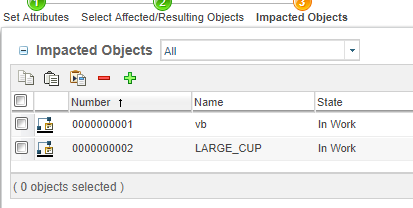 1 2 3
Set Attributes Select Affected/Resulting Objects Impacted Objects
Impacted Objects All
Number ↑ Name State
0000000001 vb In Work
0000000002 LARGE_CUP In Work
( 0 objects selected )